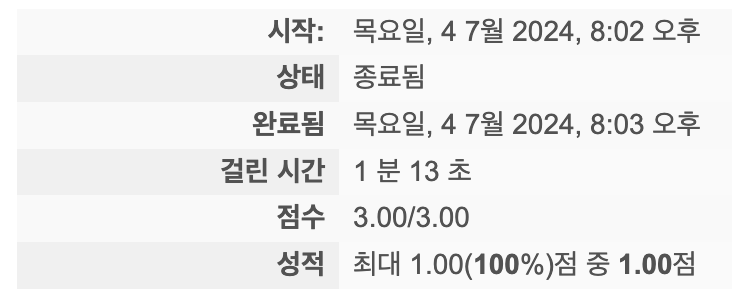 시작: 목요일, 4 7월 2024, 8:02 오후
상태 종료됨
완료됨 목요일, 4 7월 2024, 8:03 오후
걸린 시간 1 분 13 초
점수 3.00/3.00
성적 최대 1.00(100%)점 중 1.00점